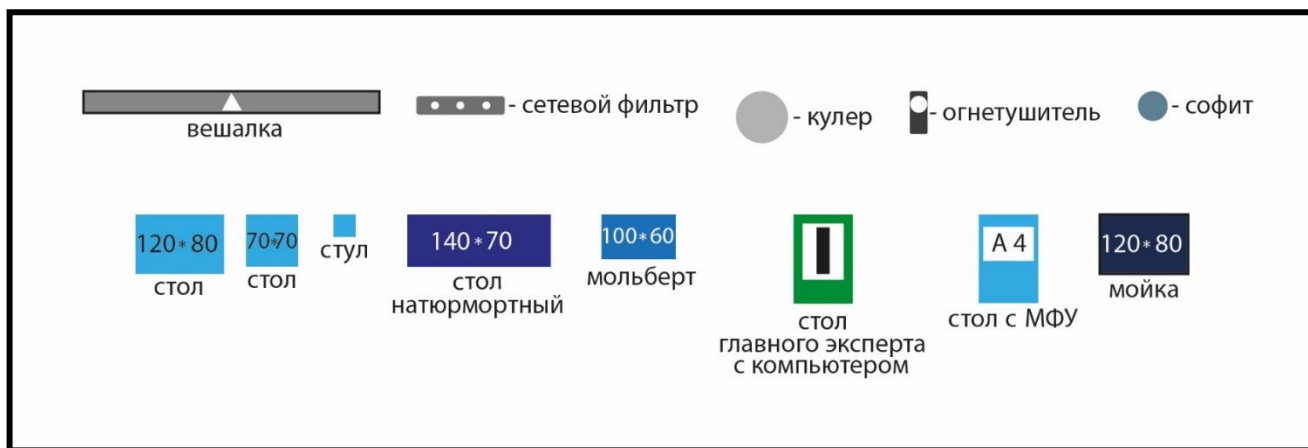 вешалка
- сетевой фильтр
- кулер
- огнетушитель
- софит
120*80
стол
70*70
стол
стул
140*70
стол
натюрмортный
100*60
мольберт
стол
главного эксперта
с компьютером
А 4
стол с МФУ
120*80
мойка